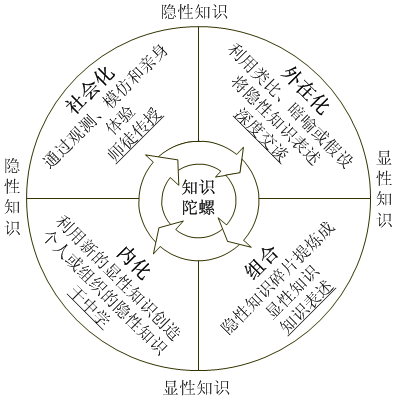 隐性知识
社会化
通过观测、模仿和亲身
体验
师徒传授
外在化
利用类比、暗喻或假设
将隐性知识表述
深度交谈
隐性知识
显性知识
知识
陀螺
内化
利用新的显性知识创造
个人或组织的隐性知识
干中学
组合
隐性知识碎片提炼成
显性知识
知识表述
显性知识